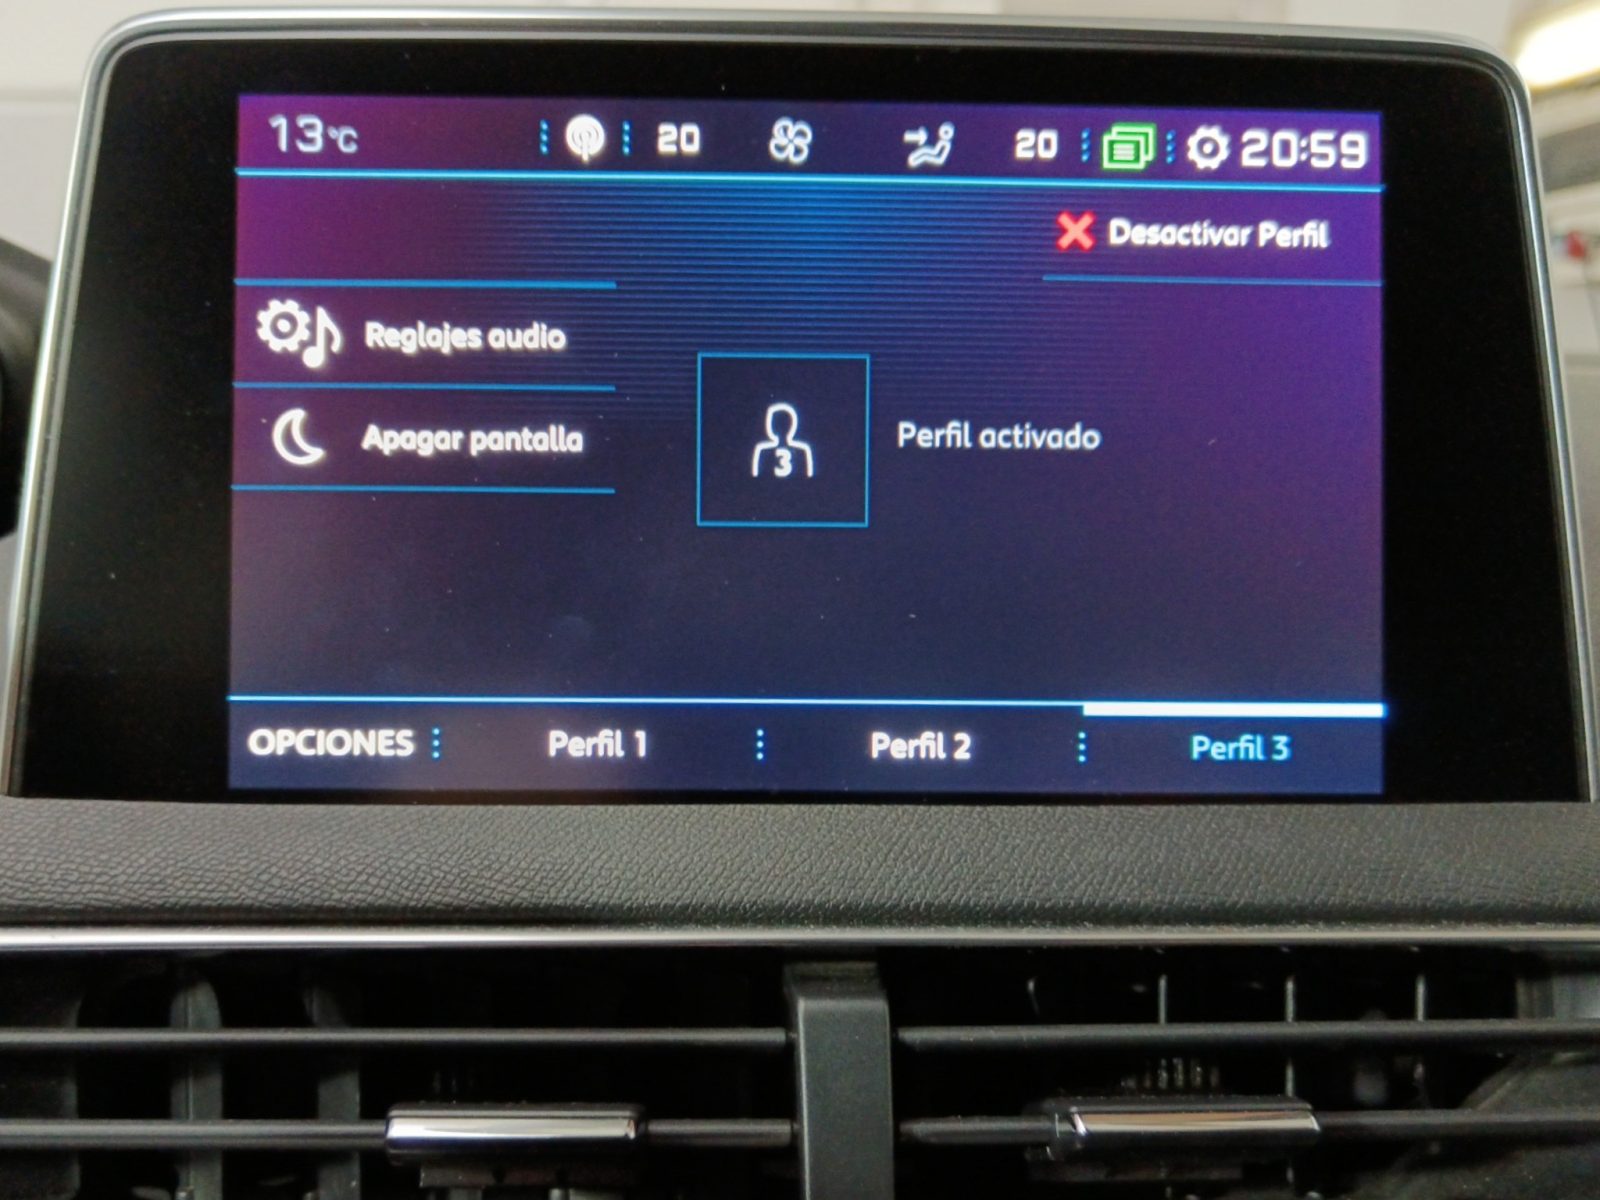 13°C 20 20 20:59
Desactivar Perfil
Reglajes audio
Apagar pantalla
3
Perfil activado
OPCIONES Perfil 1 Perfil 2 Perfil 3